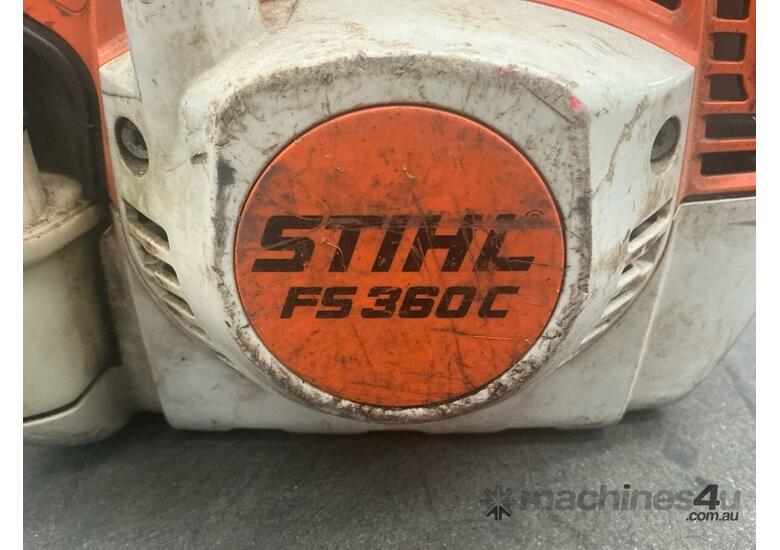 STIHL®
FS 360 C
machines4u
.com.au